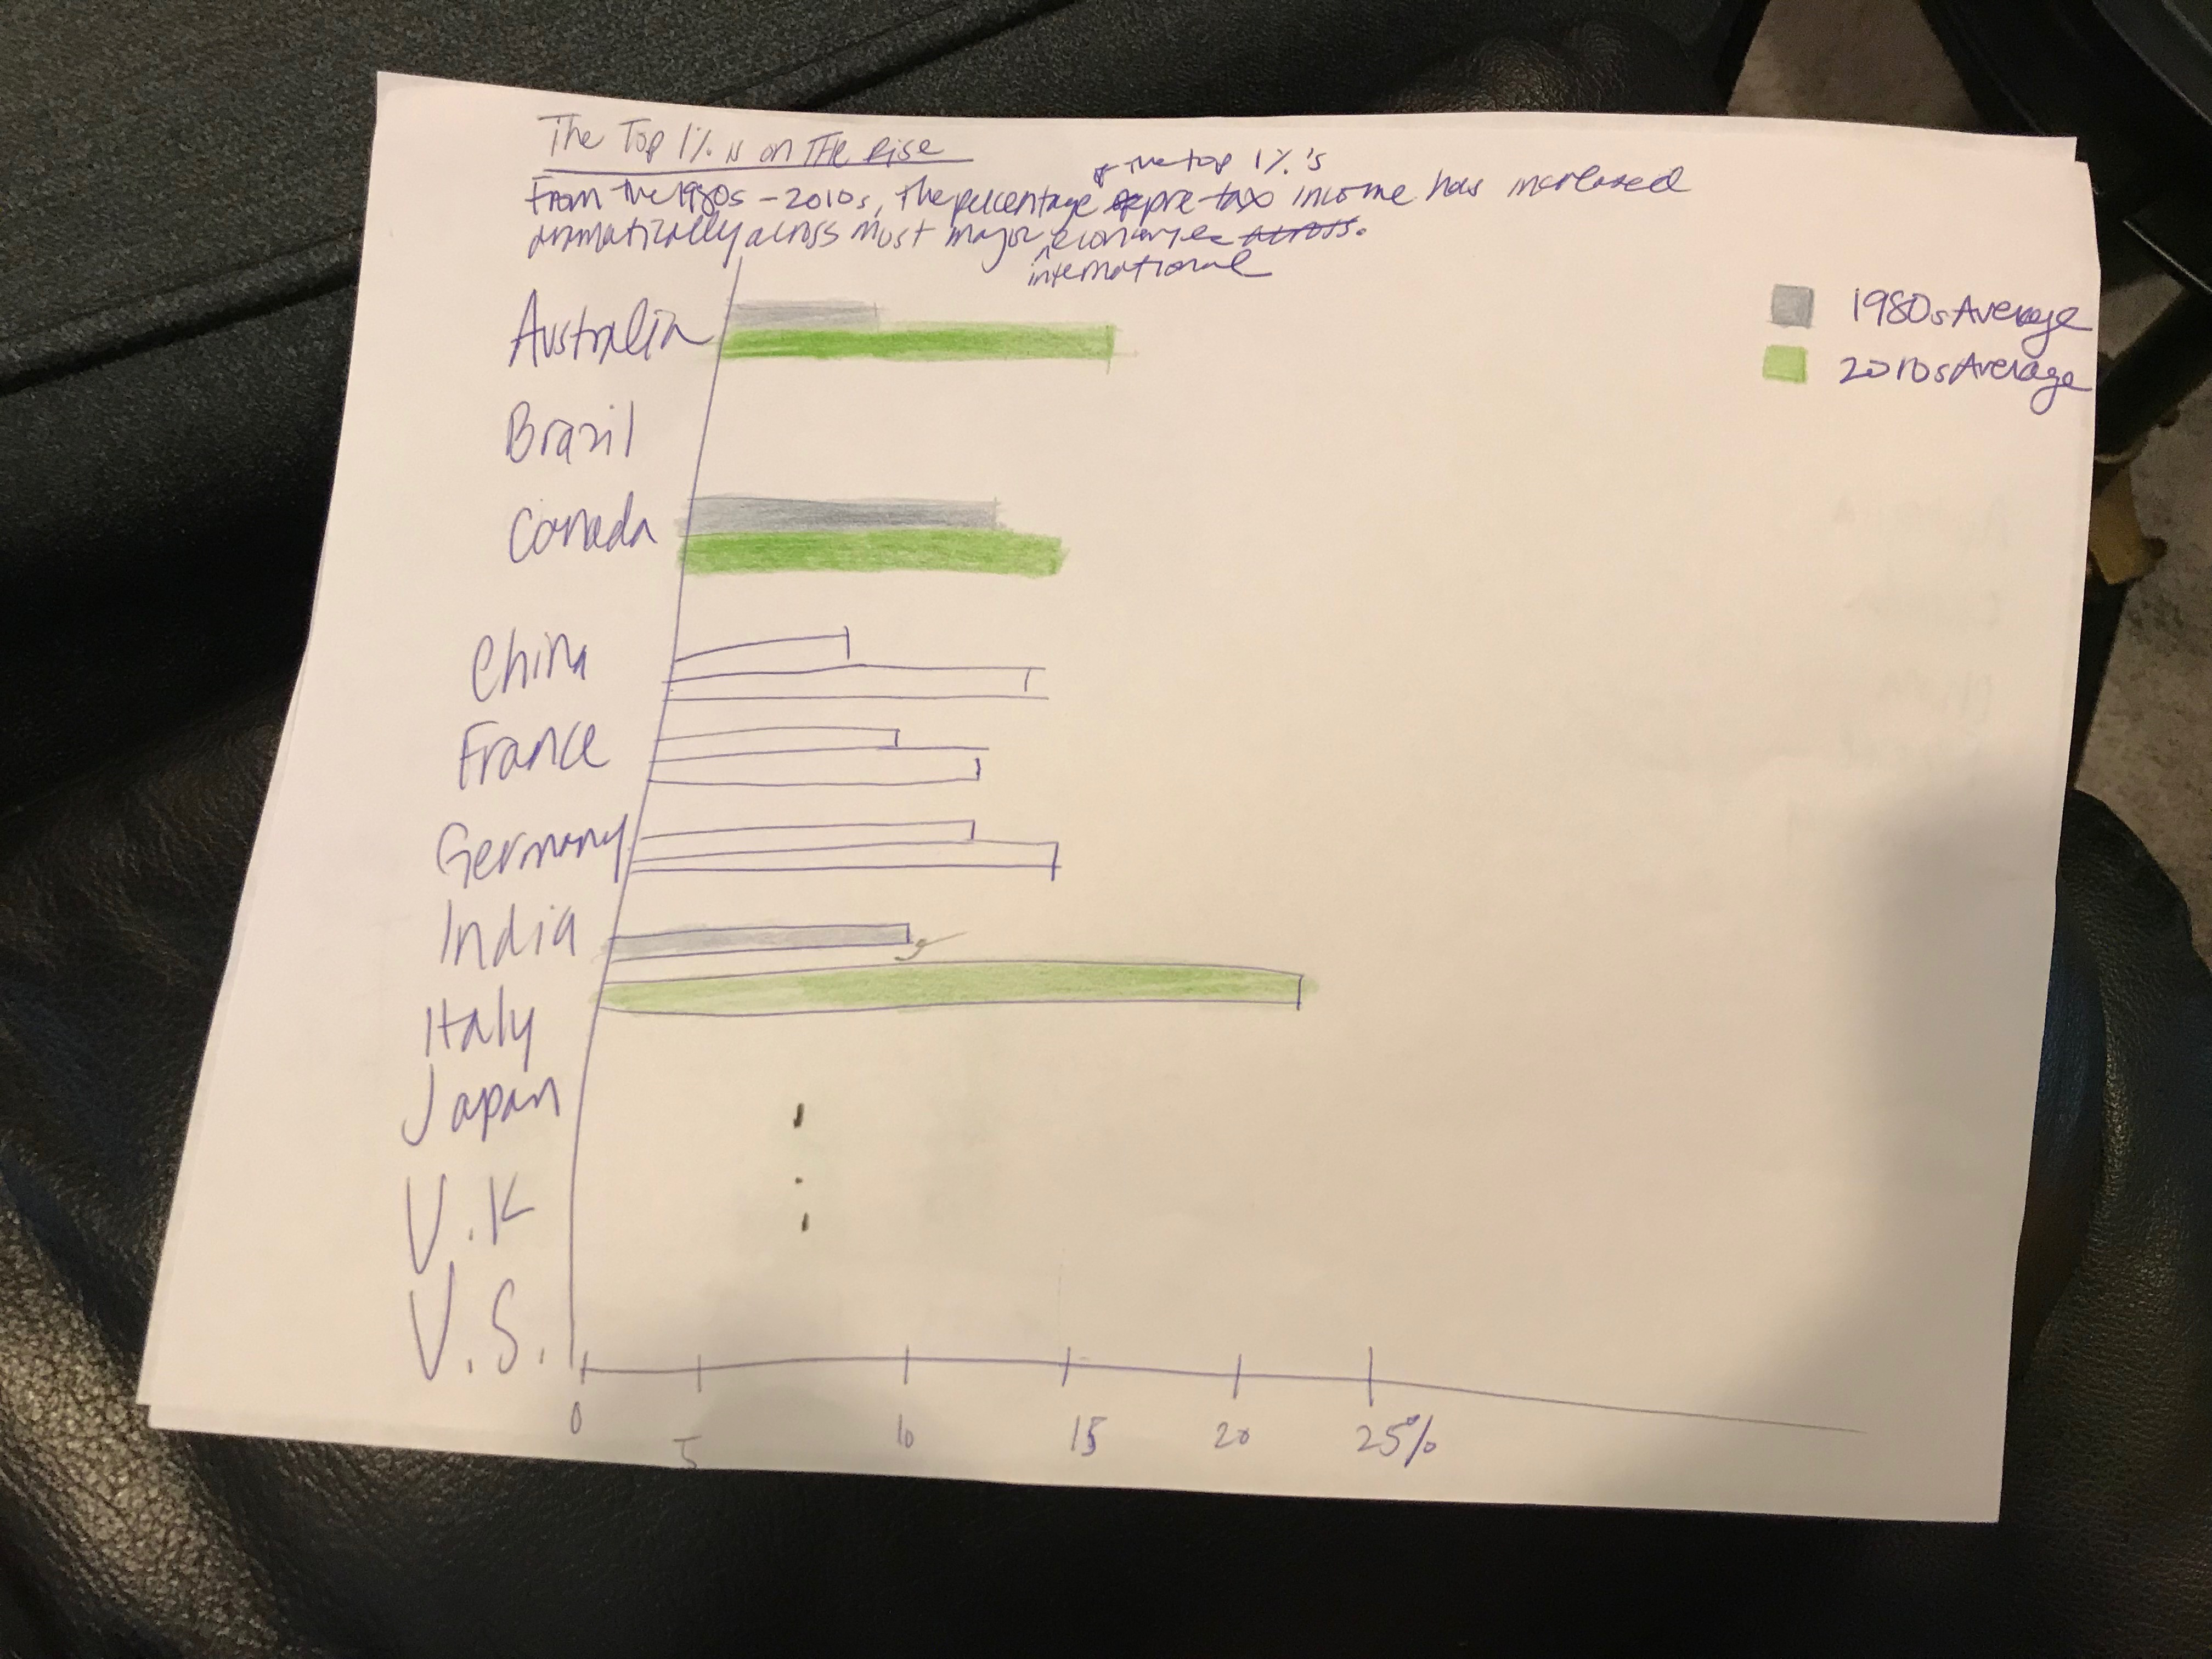 The Top 1% is on the Rise
of the top 1%'s
From the 1980s - 2010s, the percentage pre-tax income has increased
dramatically across most major economies across.
international
1980s Average
2010s Average
Australia
Brazil
Canada
China
France
Germany
India
Italy
Japan
U.K
U.S.
0 5 10 15 20 25%